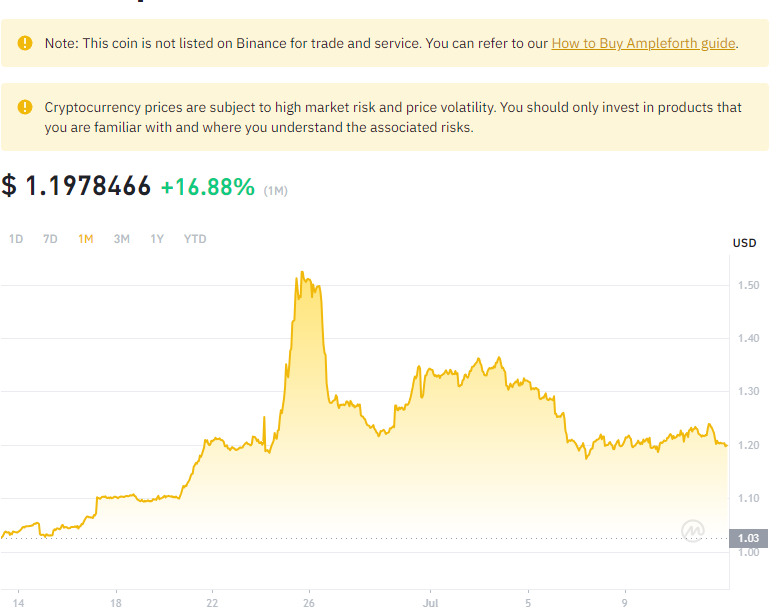 Note: This coin is not listed on Binance for trade and service. You can refer to our How to Buy Ampleforth guide.
Cryptocurrency prices are subject to high market risk and price volatility. You should only invest in products that
you are familiar with and where you understand the associated risks.
$ 1.1978466 +16.88% (1M)
1D 7D 1M 3M 1Y YTD
USD
1.50
1.40
1.30
1.20
1.10
1.03
1.00
14 18 22 26 Jul 5 9